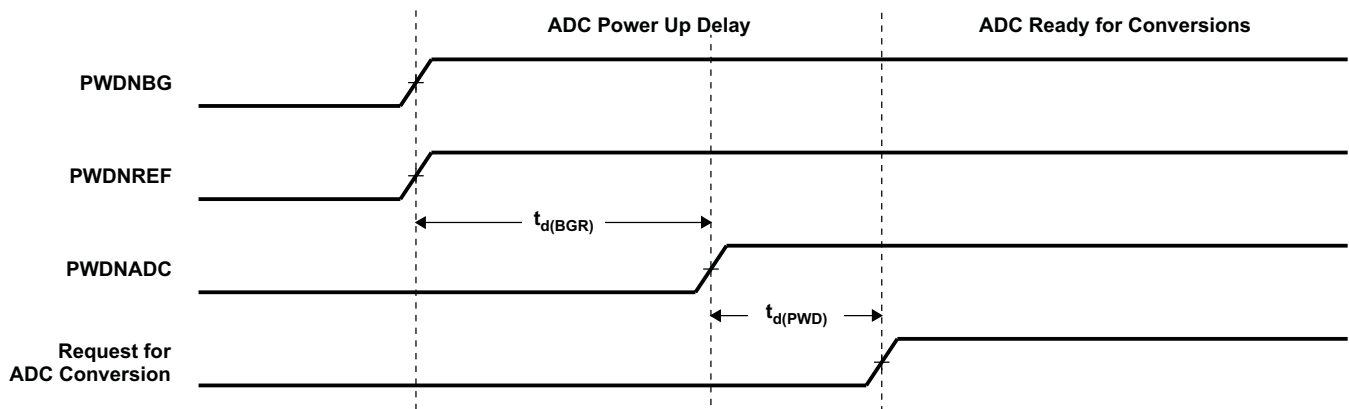 ADC Power Up Delay
ADC Ready for Conversions
PWDNBG
PWDNREF
td(BGR)
PWDNADC
td(PWD)
Request for
ADC Conversion